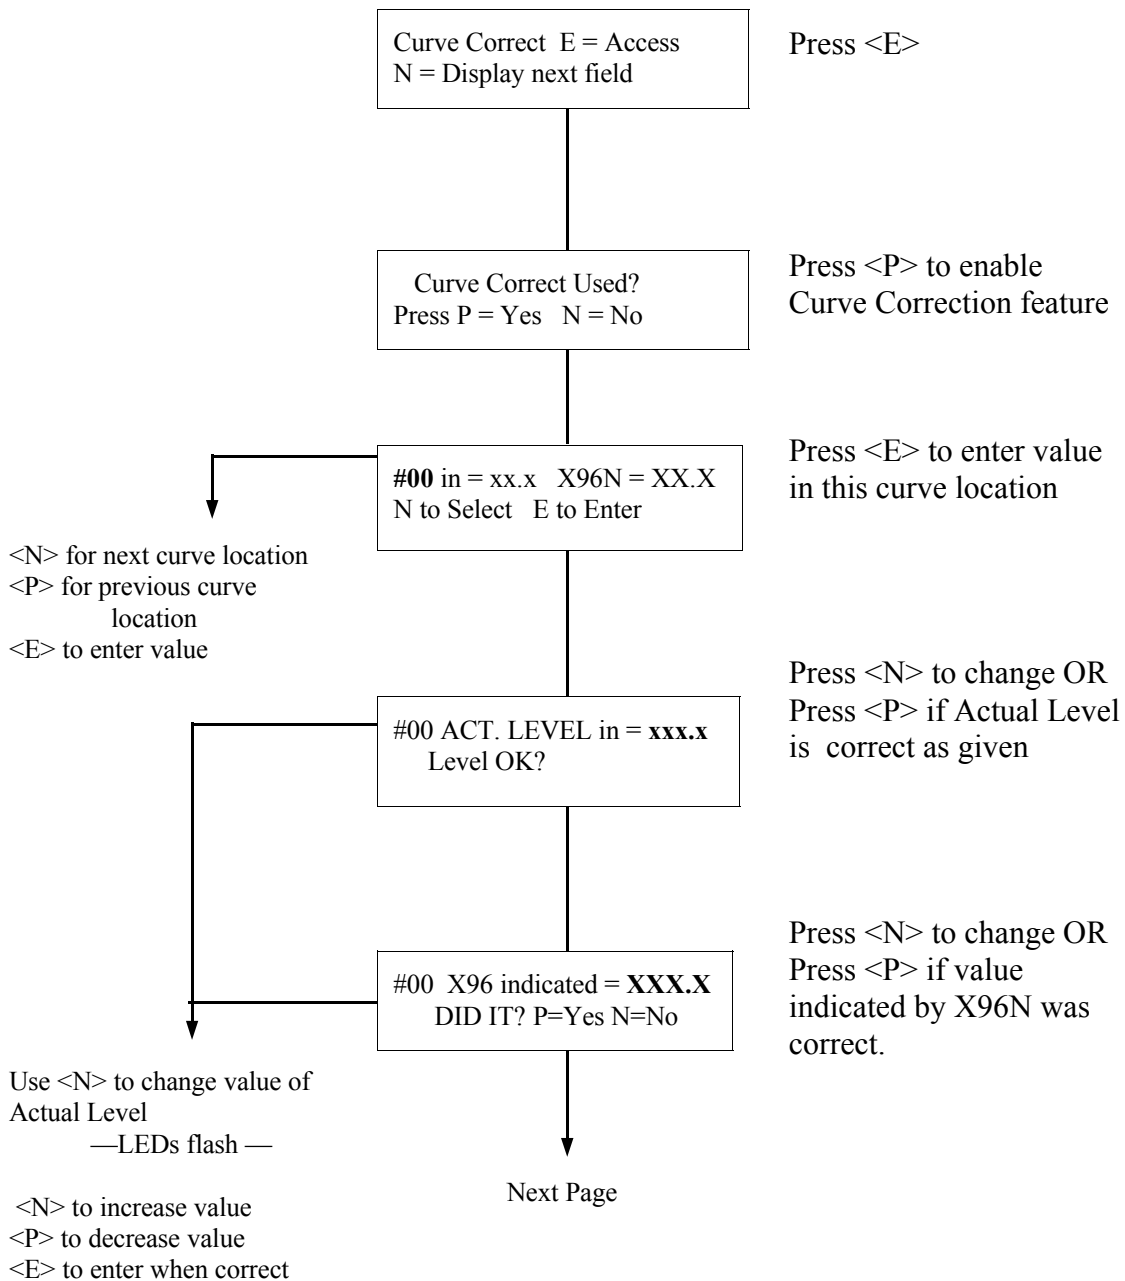 Curve Correct E = Access
N = Display next field
Press <E>
Curve Correct Used?
Press P = Yes N = No
Press <P> to enable
Curve Correction feature
#00 in = xx.x X96N = XX.X
N to Select E to Enter
Press <E> to enter value
in this curve location
<N> for next curve location
<P> for previous curve
location
<E> to enter value
#00 ACT. LEVEL in = xxx.x
Level OK?
Press <N> to change OR
Press <P> if Actual Level
is correct as given
#00 X96 indicated = XXX.X
DID IT? P=Yes N=No
Press <N> to change OR
Press <P> if value
indicated by X96N was
correct.
Use <N> to change value of
Actual Level
—LEDs flash —
<N> to increase value
<P> to decrease value
<E> to enter when correct
Next Page